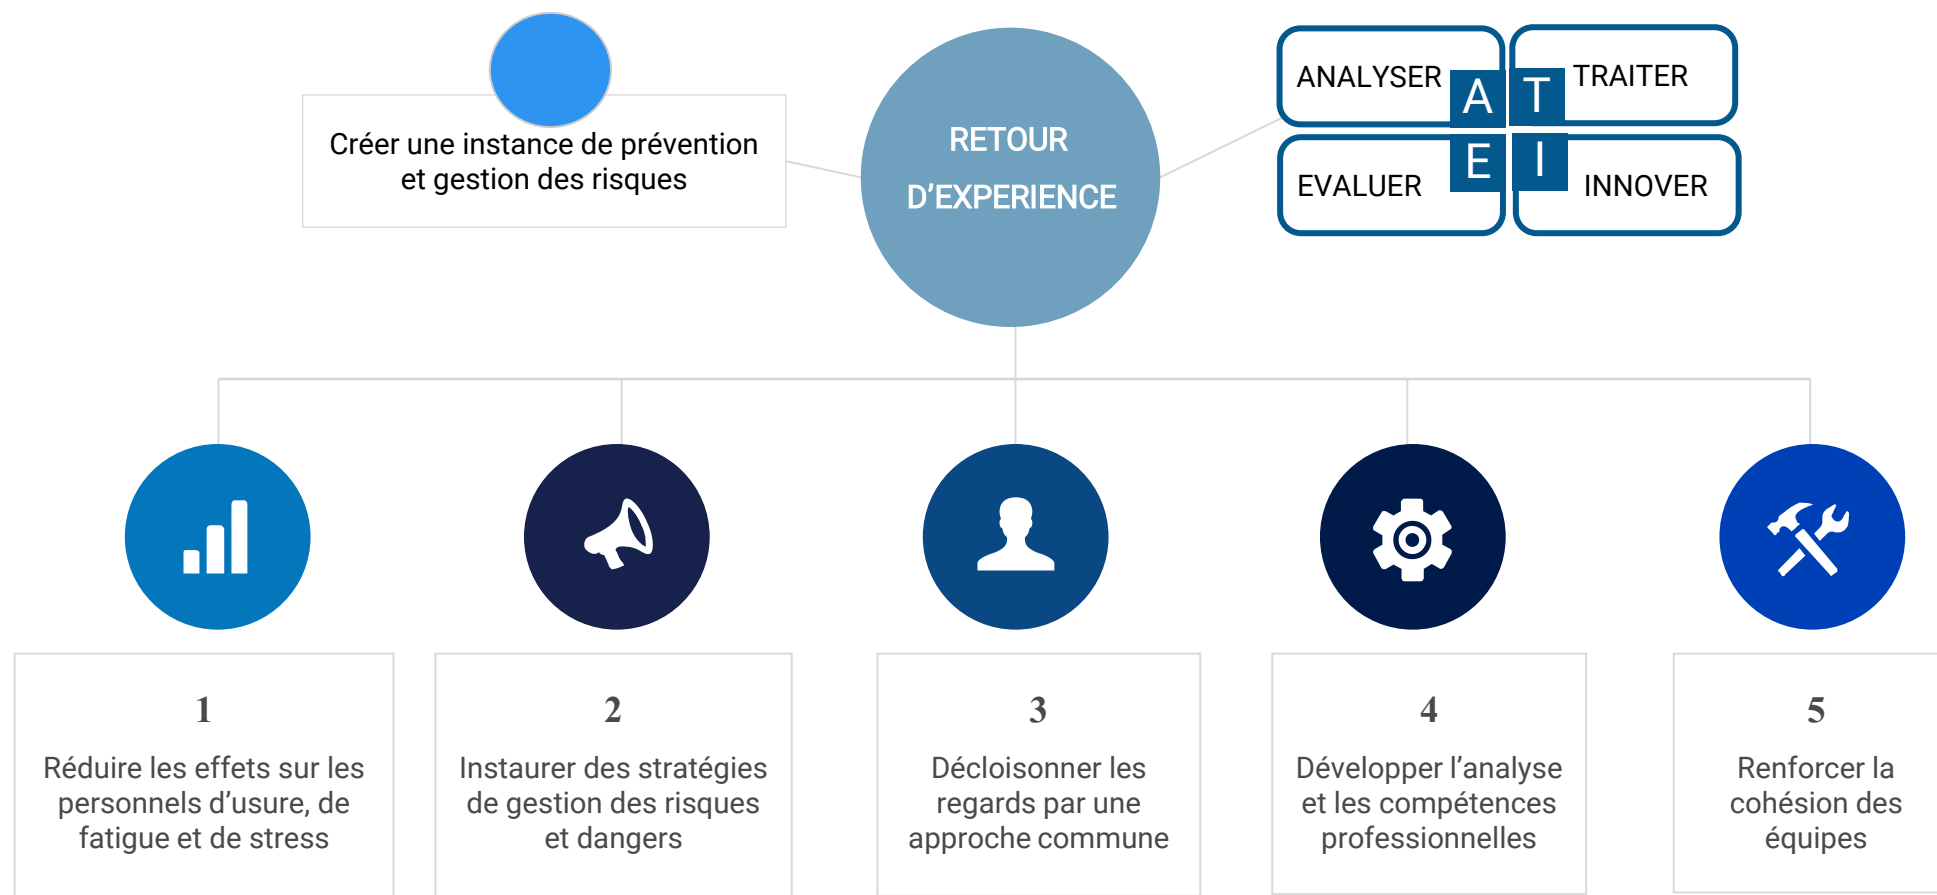 Créer une instance de prévention
et gestion des risques
RETOUR
D’EXPERIENCE
ANALYSER
A
T
TRAITER
EVALUER
E
I
INNOVER
1
Réduire les effets sur les
personnels d’usure, de
fatigue et de stress
2
Instaurer des stratégies
de gestion des risques
et dangers
3
Décloisonner les
regards par une
approche commune
4
Développer l’analyse
et les compétences
professionnelles
5
Renforcer la
cohésion des
équipes